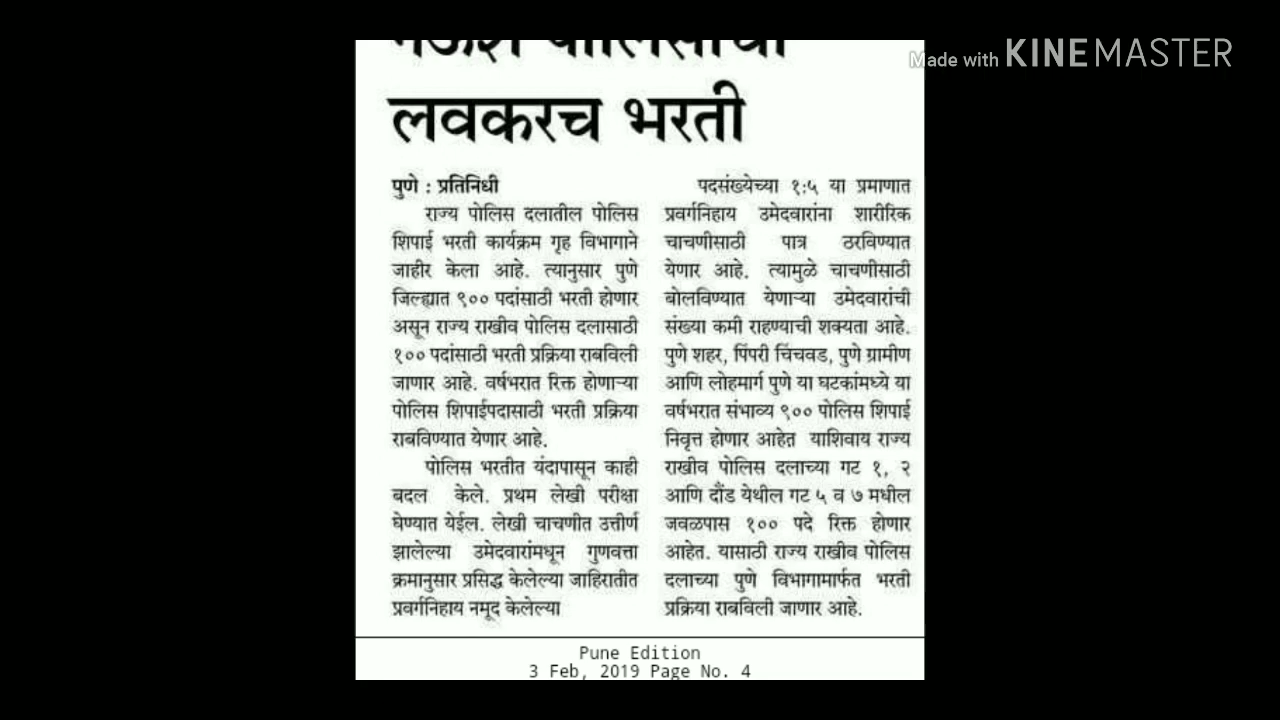 Made with KINEMASTER
लवकरच भरती
पुणे : प्रतिनिधी
राज्य पोलिस दलातील पोलिस
शिपाई भरती कार्यक्रम गृह विभागाने
जाहीर केला आहे. त्यानुसार पुणे
जिल्ह्यात ९०० पदांसाठी भरती होणार
असून राज्य राखीव पोलिस दलासाठी
१०० पदांसाठी भरती प्रक्रिया राबविली
जाणार आहे. वर्षभरात रिक्त होणाऱ्या
पोलिस शिपाईपदासाठी भरती प्रक्रिया
राबविण्यात येणार आहे.
पोलिस भरतीत यंदापासून काही
बदल केले. प्रथम लेखी परीक्षा
घेण्यात येईल. लेखी चाचणीत उत्तीर्ण
झालेल्या उमेदवारांमधून गुणवत्ता
क्रमानुसार प्रसिद्ध केलेल्या जाहिरातीत
प्रवर्गनिहाय नमूद केलेल्या
पदसंख्येच्या १:५ या प्रमाणात
प्रवर्गनिहाय उमेदवारांना शारीरिक
चाचणीसाठी पात्र ठरविण्यात
येणार आहे. त्यामुळे चाचणीसाठी
बोलविण्यात येणाऱ्या उमेदवारांची
संख्या कमी राहण्याची शक्यता आहे.
पुणे शहर, पिंपरी चिंचवड, पुणे ग्रामीण
आणि लोहमार्ग पुणे या घटकांमध्ये या
वर्षभरात संभाव्य ९०० पोलिस शिपाई
निवृत्त होणार आहेत याशिवाय राज्य
राखीव पोलिस दलाच्या गट १, २
आणि दौंड येथील गट ५ व ७ मधील
जवळपास १०० पदे रिक्त होणार
आहेत. यासाठी राज्य राखीव पोलिस
दलाच्या पुणे विभागामार्फत भरती
प्रक्रिया राबविली जाणार आहे.
Pune Edition
3 Feb, 2019 Page No. 4